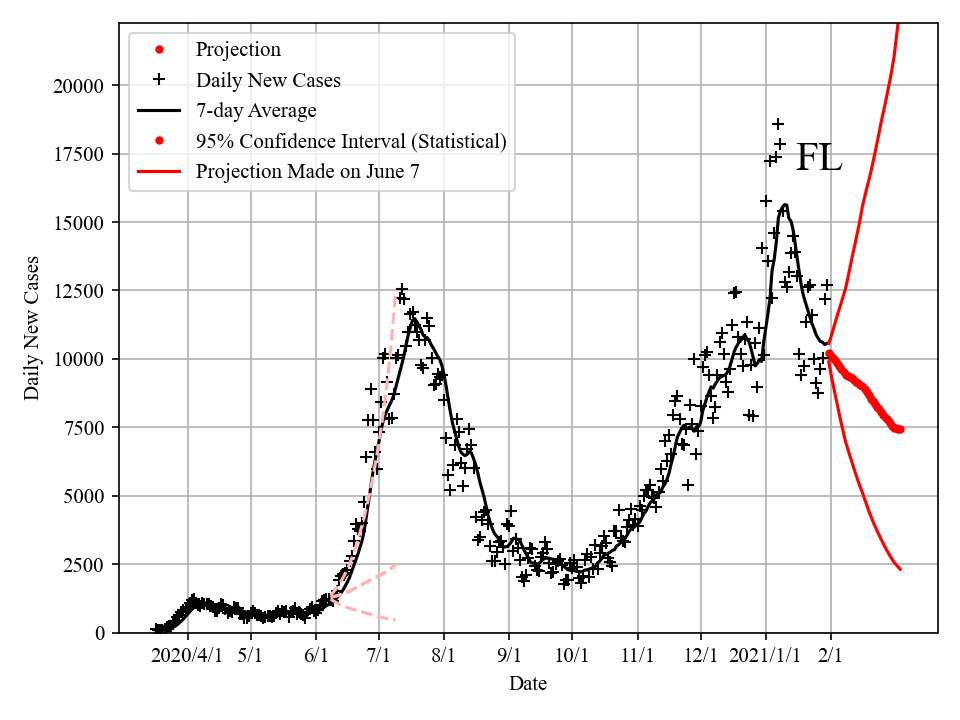 Projection
Daily New Cases
7-day Average
95% Confidence Interval (Statistical)
Projection Made on June 7
FL
Daily New Cases
20000
17500
15000
12500
10000
7500
5000
2500
0
2020/4/1 5/1 6/1 7/1 8/1 9/1 10/1 11/1 12/1 2021/1/1 2/1
Date